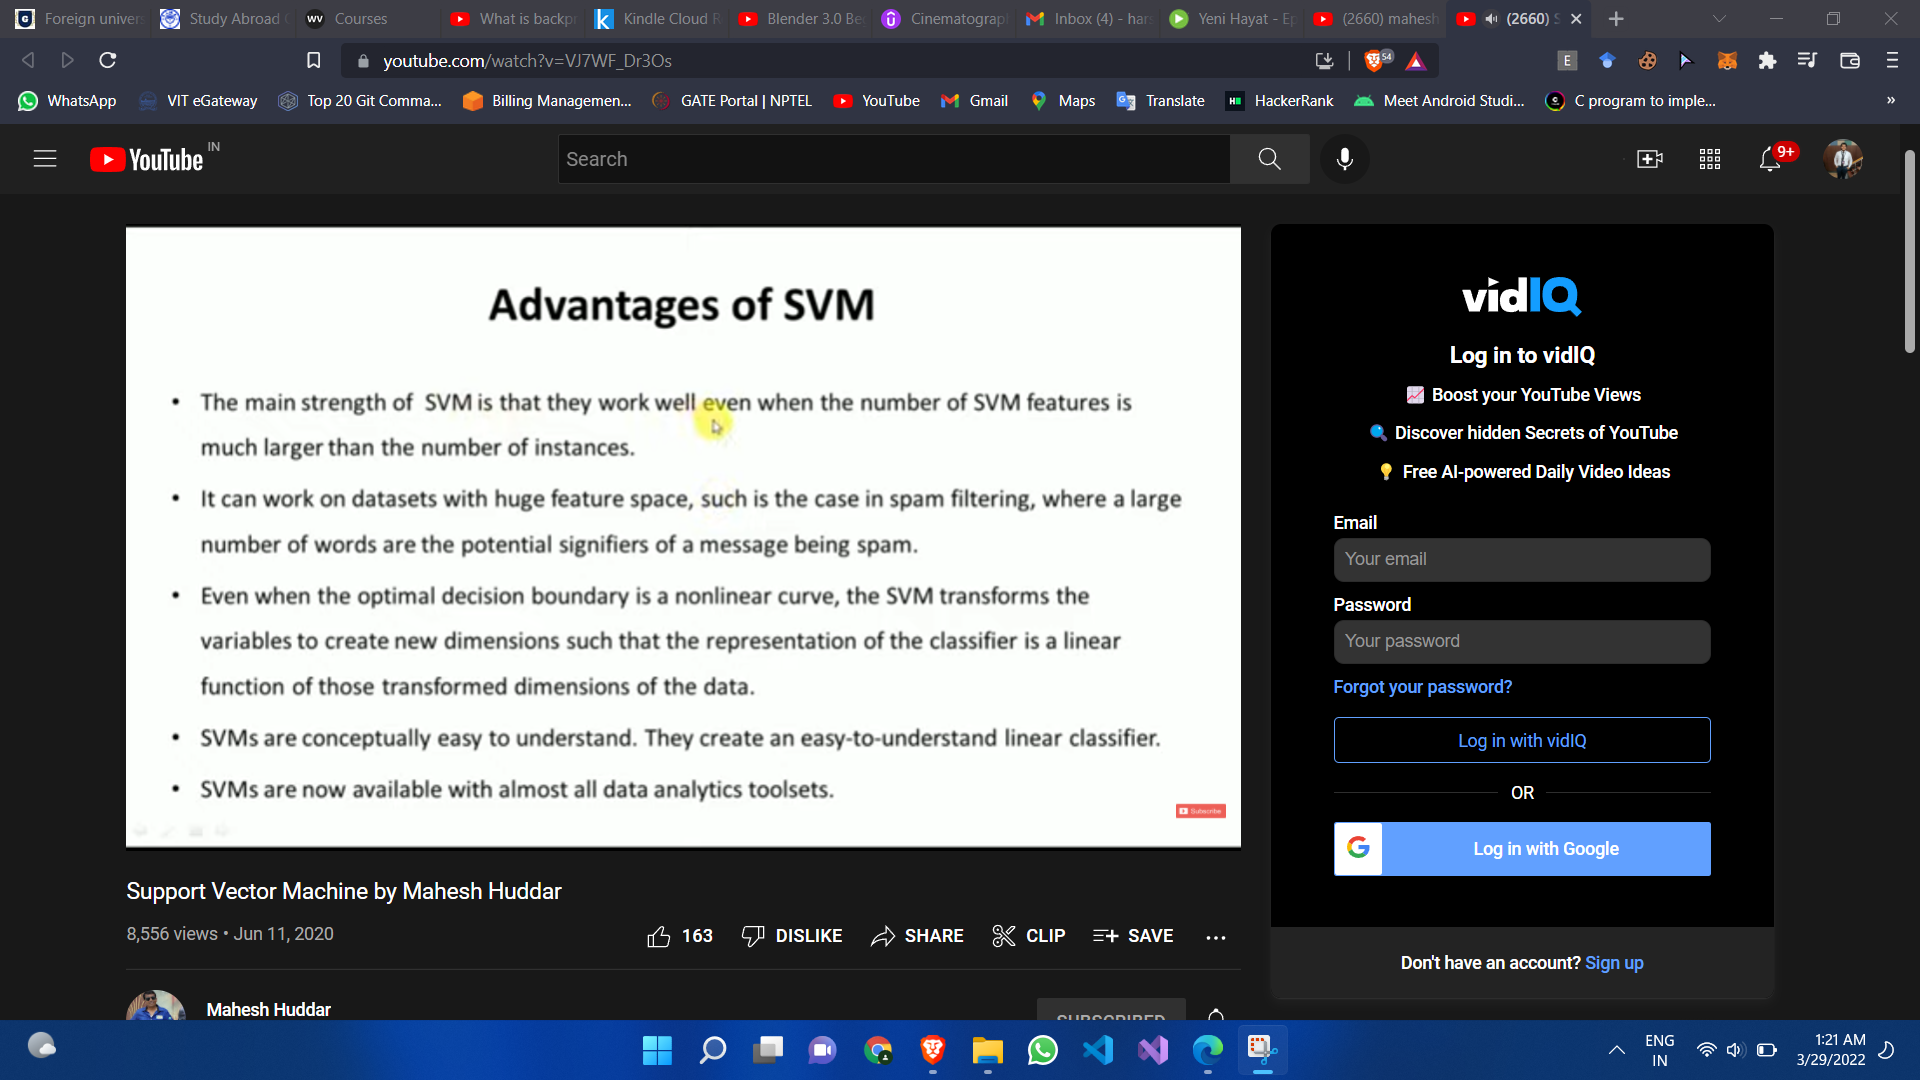 Foreign univer
Study Abroad
Courses
What is backpr
Kindle Cloud R
Blender 3.0 Be
Cinematograp
Inbox (4) - har
Yeni Hayat - Ep
(2660) mahesh
(2660) S
youtube.com/watch?v=VJ7WF_Dr3Os
54
E
WhatsApp
VIT eGateway
Top 20 Git Comma...
Billing Managemen...
GATE Portal | NPTEL
YouTube
Gmail
Maps
Translate
HackerRank
Meet Android Studi...
C program to imple...
»
YouTube IN
Search
9+
Advantages of SVM
• The main strength of SVM is that they work well even when the number of SVM features is
much larger than the number of instances.
• It can work on datasets with huge feature space, such is the case in spam filtering, where a large
number of words are the potential signifiers of a message being spam.
• Even when the optimal decision boundary is a nonlinear curve, the SVM transforms the
variables to create new dimensions such that the representation of the classifier is a linear
function of those transformed dimensions of the data.
• SVMs are conceptually easy to understand. They create an easy-to-understand linear classifier.
• SVMs are now available with almost all data analytics toolsets.
Subscribe
vidIQ
Log in to vidIQ
Boost your YouTube Views
Discover hidden Secrets of YouTube
Free AI-powered Daily Video Ideas
Email
Your email
Password
Your password
Forgot your password?
Log in with vidIQ
OR
Log in with Google
Don't have an account? Sign up
Support Vector Machine by Mahesh Huddar
8,556 views • Jun 11, 2020
163
DISLIKE
SHARE
CLIP
SAVE
...
Mahesh Huddar
SUBSCRIBED
ENG
IN
1:21 AM
3/29/2022